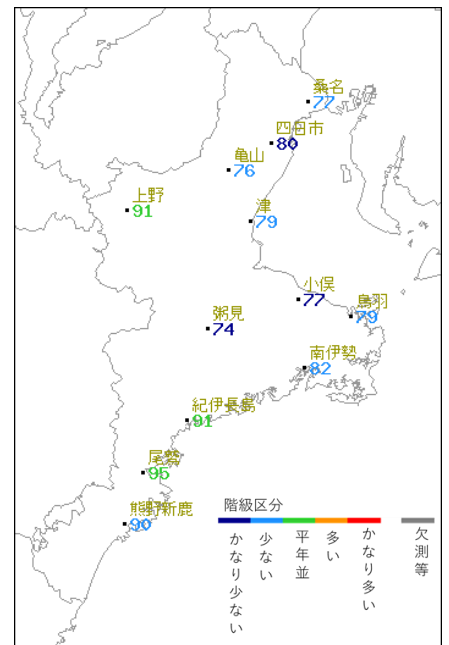 桑名
77
四日市
80
亀山
76
上野
91
津
79
小俣
77
鳥羽
79
粥見
74
南伊勢
82
紀伊長島
91
尾鷲
95
熊野新鹿
90
階級区分
かなり少ない
少ない
平年並
多い
かなり多い
欠測等